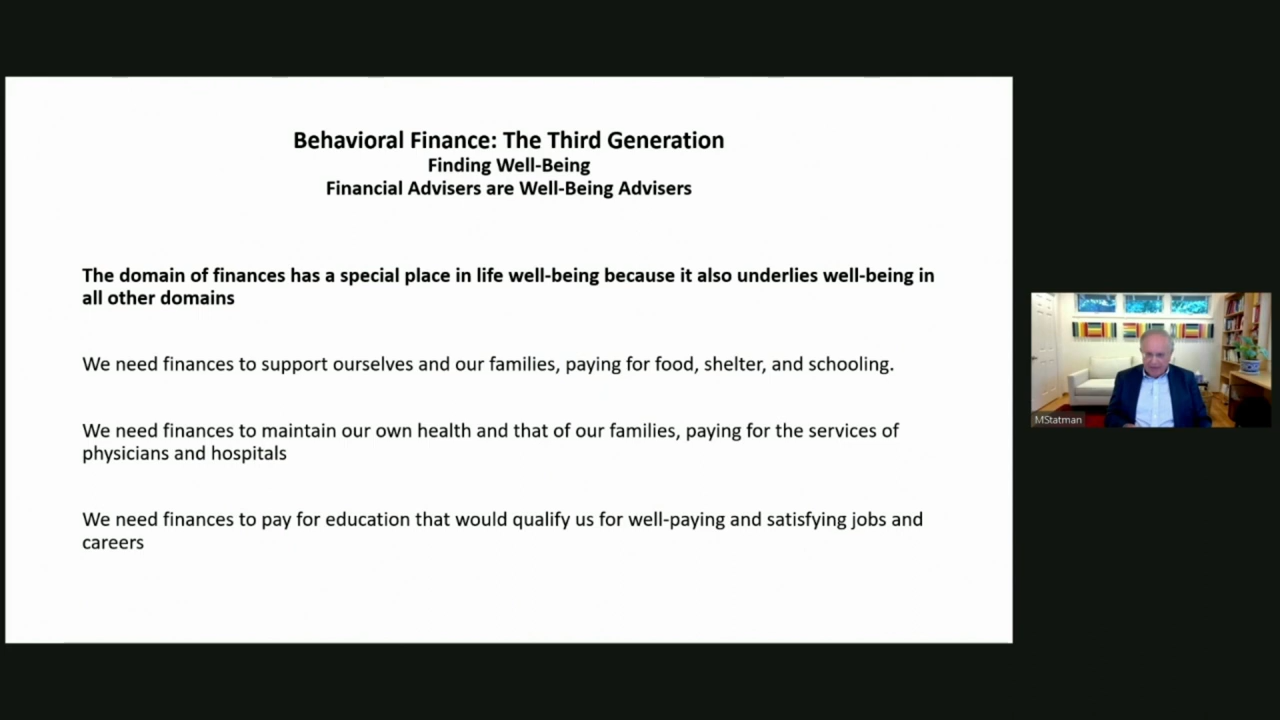 Behavioral Finance: The Third Generation
Finding Well-Being
Financial Advisers are Well-Being Advisers
The domain of finances has a special place in life well-being because it also underlies well-being in
all other domains
We need finances to support ourselves and our families, paying for food, shelter, and schooling.
We need finances to maintain our own health and that of our families, paying for the services of
physicians and hospitals
We need finances to pay for education that would qualify us for well-paying and satisfying jobs and
careers
MStatman